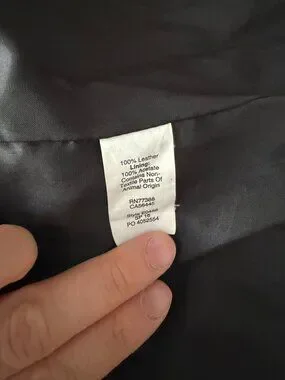 100% Leather
Lining:
100% Acetate
Contains Non-
Textile Parts Of
Animal Origin
RN77388
CA56440
PO 4052554